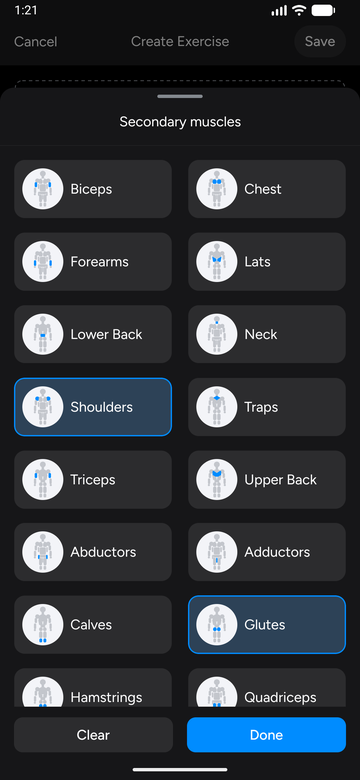 1:21
Cancel Create Exercise Save
Secondary muscles
Biceps Chest
Forearms Lats
Lower Back Neck
Shoulders Traps
Triceps Upper Back
Abductors Adductors
Calves Glutes
Hamstrings Quadriceps
Clear Done